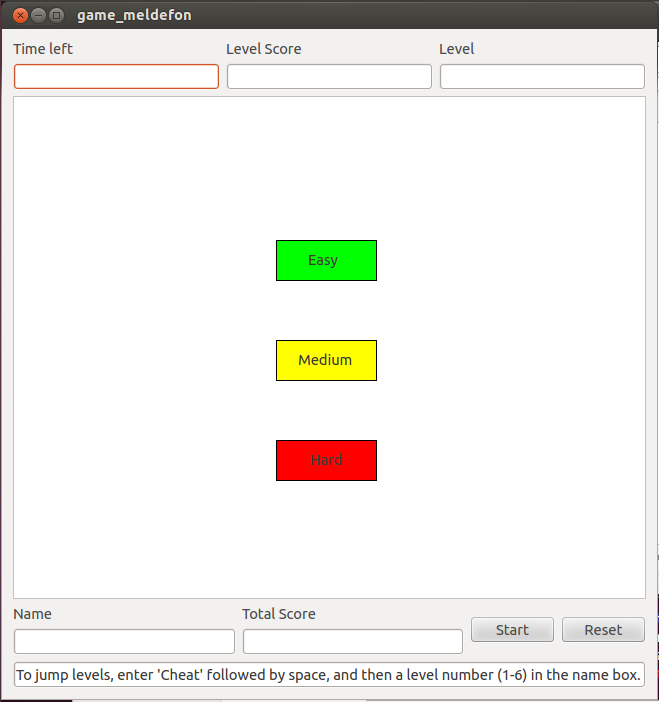 game_meldefon
Time left Level Score Level
Easy
Medium
Hard
Name Total Score
Start Reset
To jump levels, enter 'Cheat' followed by space, and then a level number (1-6) in the name box.